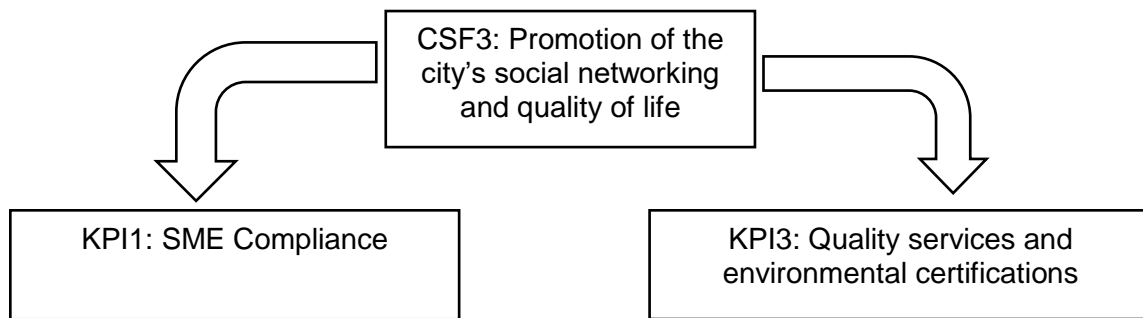 CSF3: Promotion of the
city’s social networking
and quality of life
KPI1: SME Compliance
KPI3: Quality services and
environmental certifications